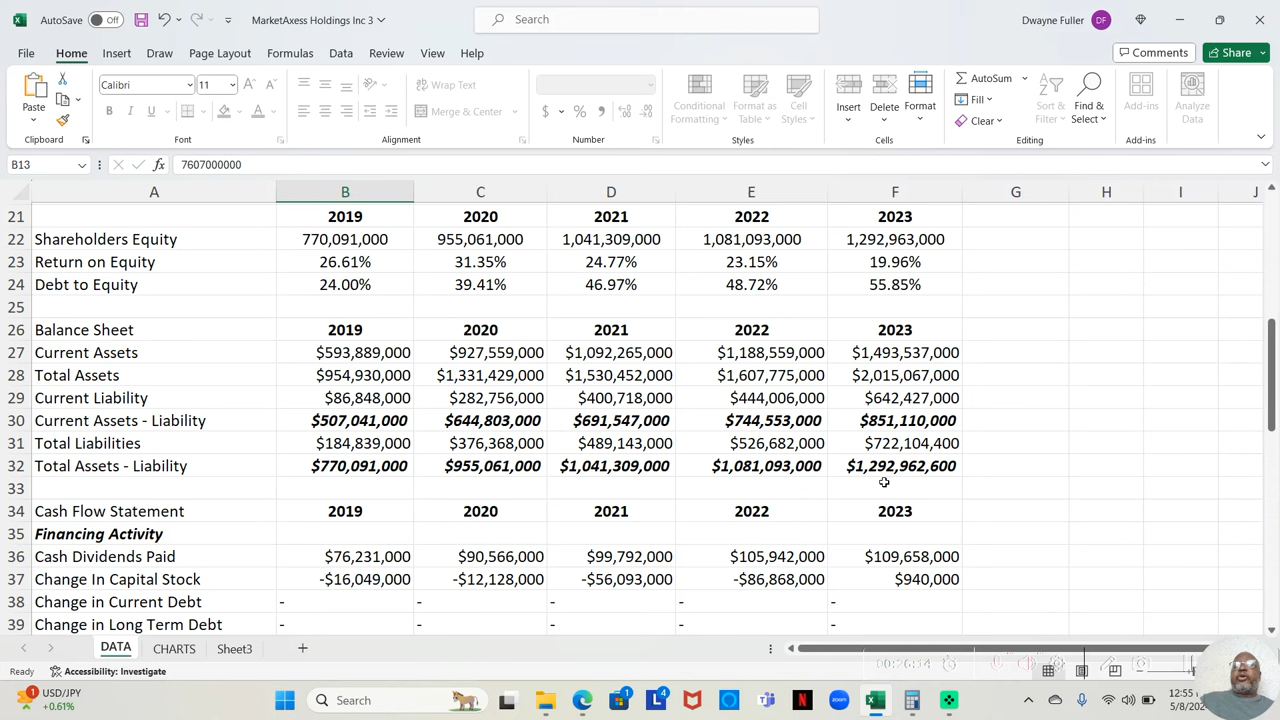 AutoSave Off MarketAxess Holdings Inc 3 Search Dwayne Fuller DF
File Home Insert Draw Page Layout Formulas Data Review View Help Comments Share
Paste Calibri 11 Wrap Text Merge & Center Conditional Formatting Format as Table Cell Styles Insert Delete Format AutoSum Fill Clear Sort & Filter Find & Select Add-ins Analyze Data
Clipboard Font Alignment Number Styles Cells Editing Add-ins
B13 fx 7607000000
A B C D E F G H I J
21 2019 2020 2021 2022 2023
22 Shareholders Equity 770,091,000 955,061,000 1,041,309,000 1,081,093,000 1,292,963,000
23 Return on Equity 26.61% 31.35% 24.77% 23.15% 19.96%
24 Debt to Equity 24.00% 39.41% 46.97% 48.72% 55.85%
25
26 Balance Sheet 2019 2020 2021 2022 2023
27 Current Assets $593,889,000 $927,559,000 $1,092,265,000 $1,188,559,000 $1,493,537,000
28 Total Assets $954,930,000 $1,331,429,000 $1,530,452,000 $1,607,775,000 $2,015,067,000
29 Current Liability $86,848,000 $282,756,000 $400,718,000 $444,006,000 $642,427,000
30 Current Assets - Liability $507,041,000 $644,803,000 $691,547,000 $744,553,000 $851,110,000
31 Total Liabilities $184,839,000 $376,368,000 $489,143,000 $526,682,000 $722,104,400
32 Total Assets - Liability $770,091,000 $955,061,000 $1,041,309,000 $1,081,093,000 $1,292,962,600
33
34 Cash Flow Statement 2019 2020 2021 2022 2023
35 Financing Activity
36 Cash Dividends Paid $76,231,000 $90,566,000 $99,792,000 $105,942,000 $109,658,000
37 Change In Capital Stock -$16,049,000 -$12,128,000 -$56,093,000 -$86,868,000 $940,000
38 Change in Current Debt - - - - -
39 Change in Long Term Debt - - - - -
DATA CHARTS Sheet3
Ready Accessibility: Investigate 00:26:14
1 USD/JPY +0.61% Search 1 4 12:55 5/8/202